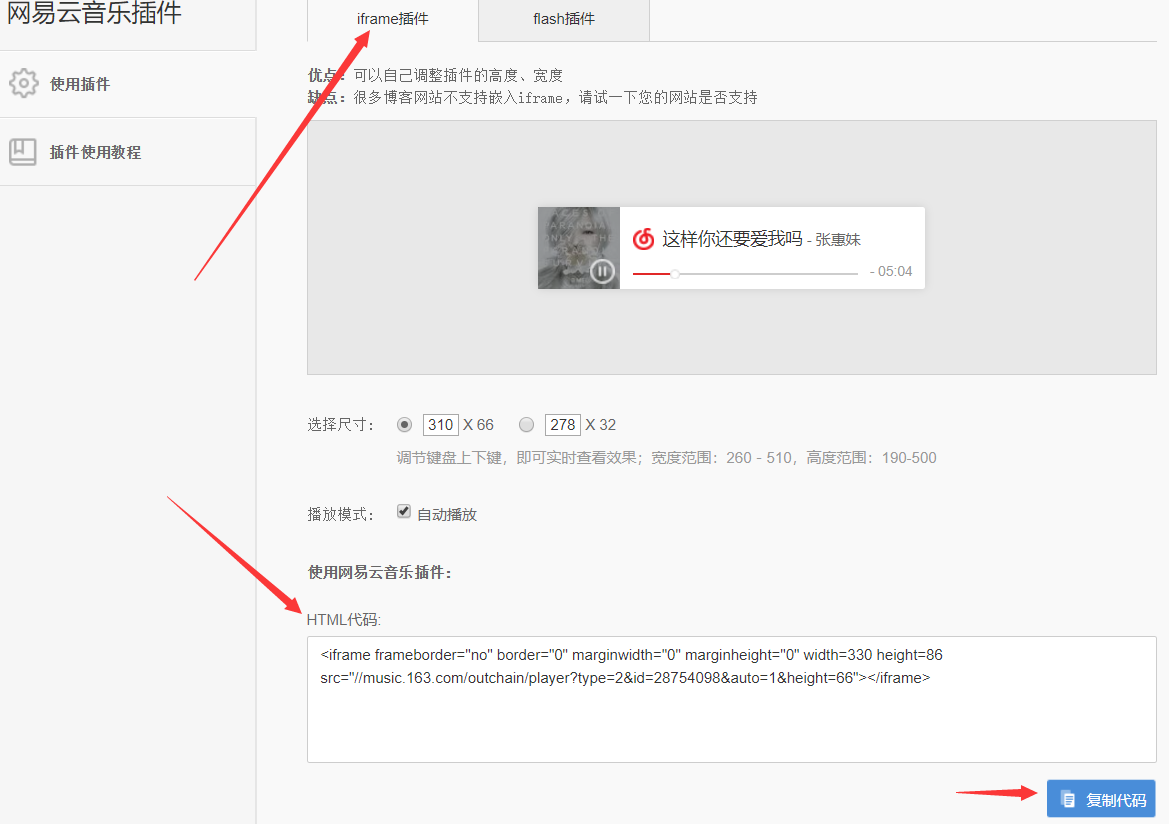 网易云音乐插件
iframe插件
flash插件
使用插件
插件使用教程
优点：可以自己调整插件的高度、宽度
缺点：很多博客网站不支持嵌入iframe，请试一下您的网站是否支持
这样你还要爱我吗 - 张惠妹
- 05:04
选择尺寸： 310 X 66 278 X 32
调节键盘上下键，即可实时查看效果；宽度范围：260 - 510，高度范围：190-500
播放模式： 自动播放
使用网易云音乐插件：
HTML代码:
<iframe frameborder="no" border="0" marginwidth="0" marginheight="0" width=330 height=86
src="//music.163.com/outchain/player?type=2&id=28754098&auto=1&height=66"></iframe>
复制代码